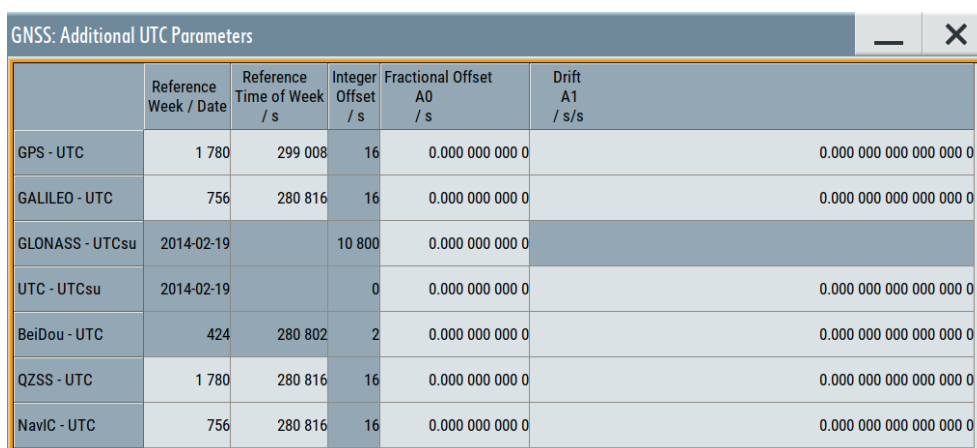 GNSS: Additional UTC Parameters
Reference Week / Date Reference Time of Week / s Integer Offset / s Fractional Offset A0 / s Drift A1 / s/s
GPS - UTC 1 780 299 008 16 0.000 000 000 0 0.000 000 000 000 000 0
GALILEO - UTC 756 280 816 16 0.000 000 000 0 0.000 000 000 000 000 0
GLONASS - UTCsu 2014-02-19 10 800 0.000 000 000 0
UTC - UTCsu 2014-02-19 0 0.000 000 000 0 0.000 000 000 000 000 0
BeiDou - UTC 424 280 802 2 0.000 000 000 0 0.000 000 000 000 000 0
QZSS - UTC 1 780 280 816 16 0.000 000 000 0 0.000 000 000 000 000 0
NavIC - UTC 756 280 816 16 0.000 000 000 0 0.000 000 000 000 000 0